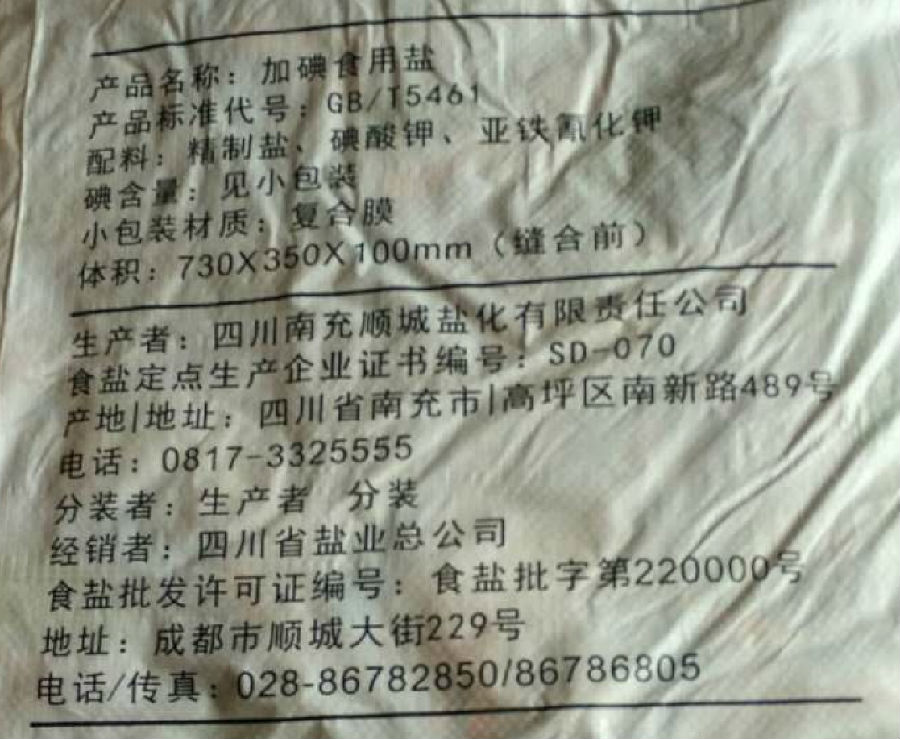 产品名称：加碘食用盐
产品标准代号：GB/T5461
配料：精制盐、碘酸钾、亚铁氰化钾
碘含量：见小包装
小包装材质：复合膜
体积：730X350X100mm（缝合前）
生产者：四川南充顺城盐化有限责任公司
食盐定点生产企业证书编号：SD-070
产地|地址：四川省南充市|高坪区南新路489号
电话：0817-3325555
分装者：生产者 分装
经销者：四川省盐业总公司
食盐批发许可证编号：食盐批字第220000号
地址：成都市顺城大街229号
电话/传真：028-86782850/86786805